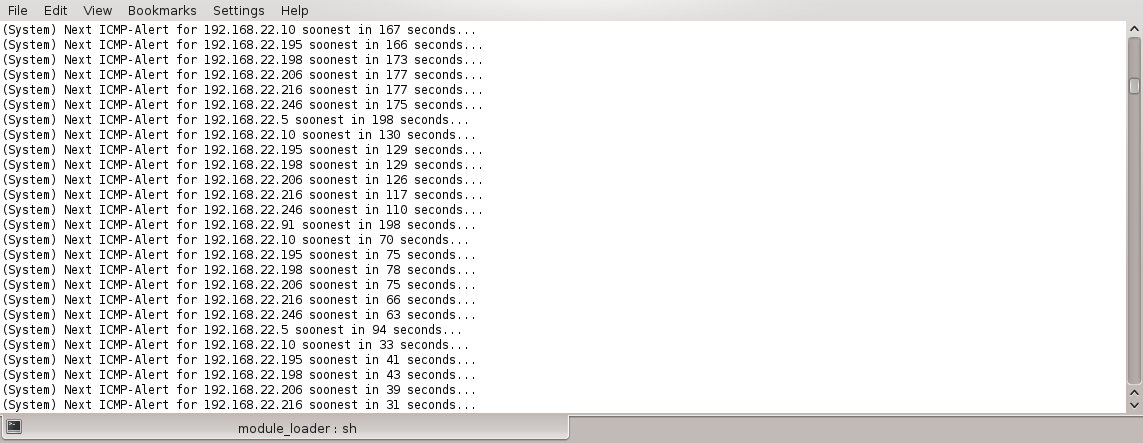 File Edit View Bookmarks Settings Help
(System) Next ICMP-Alert for 192.168.22.10 soonest in 167 seconds...
(System) Next ICMP-Alert for 192.168.22.195 soonest in 166 seconds...
(System) Next ICMP-Alert for 192.168.22.198 soonest in 173 seconds...
(System) Next ICMP-Alert for 192.168.22.206 soonest in 177 seconds...
(System) Next ICMP-Alert for 192.168.22.216 soonest in 177 seconds...
(System) Next ICMP-Alert for 192.168.22.246 soonest in 175 seconds...
(System) Next ICMP-Alert for 192.168.22.5 soonest in 198 seconds...
(System) Next ICMP-Alert for 192.168.22.10 soonest in 130 seconds...
(System) Next ICMP-Alert for 192.168.22.195 soonest in 129 seconds...
(System) Next ICMP-Alert for 192.168.22.198 soonest in 129 seconds...
(System) Next ICMP-Alert for 192.168.22.206 soonest in 126 seconds...
(System) Next ICMP-Alert for 192.168.22.216 soonest in 117 seconds...
(System) Next ICMP-Alert for 192.168.22.246 soonest in 110 seconds...
(System) Next ICMP-Alert for 192.168.22.91 soonest in 198 seconds...
(System) Next ICMP-Alert for 192.168.22.10 soonest in 70 seconds...
(System) Next ICMP-Alert for 192.168.22.195 soonest in 75 seconds...
(System) Next ICMP-Alert for 192.168.22.198 soonest in 78 seconds...
(System) Next ICMP-Alert for 192.168.22.206 soonest in 75 seconds...
(System) Next ICMP-Alert for 192.168.22.216 soonest in 66 seconds...
(System) Next ICMP-Alert for 192.168.22.246 soonest in 63 seconds...
(System) Next ICMP-Alert for 192.168.22.5 soonest in 94 seconds...
(System) Next ICMP-Alert for 192.168.22.10 soonest in 33 seconds...
(System) Next ICMP-Alert for 192.168.22.195 soonest in 41 seconds...
(System) Next ICMP-Alert for 192.168.22.198 soonest in 43 seconds...
(System) Next ICMP-Alert for 192.168.22.206 soonest in 39 seconds...
(System) Next ICMP-Alert for 192.168.22.216 soonest in 31 seconds...
module_loader : sh